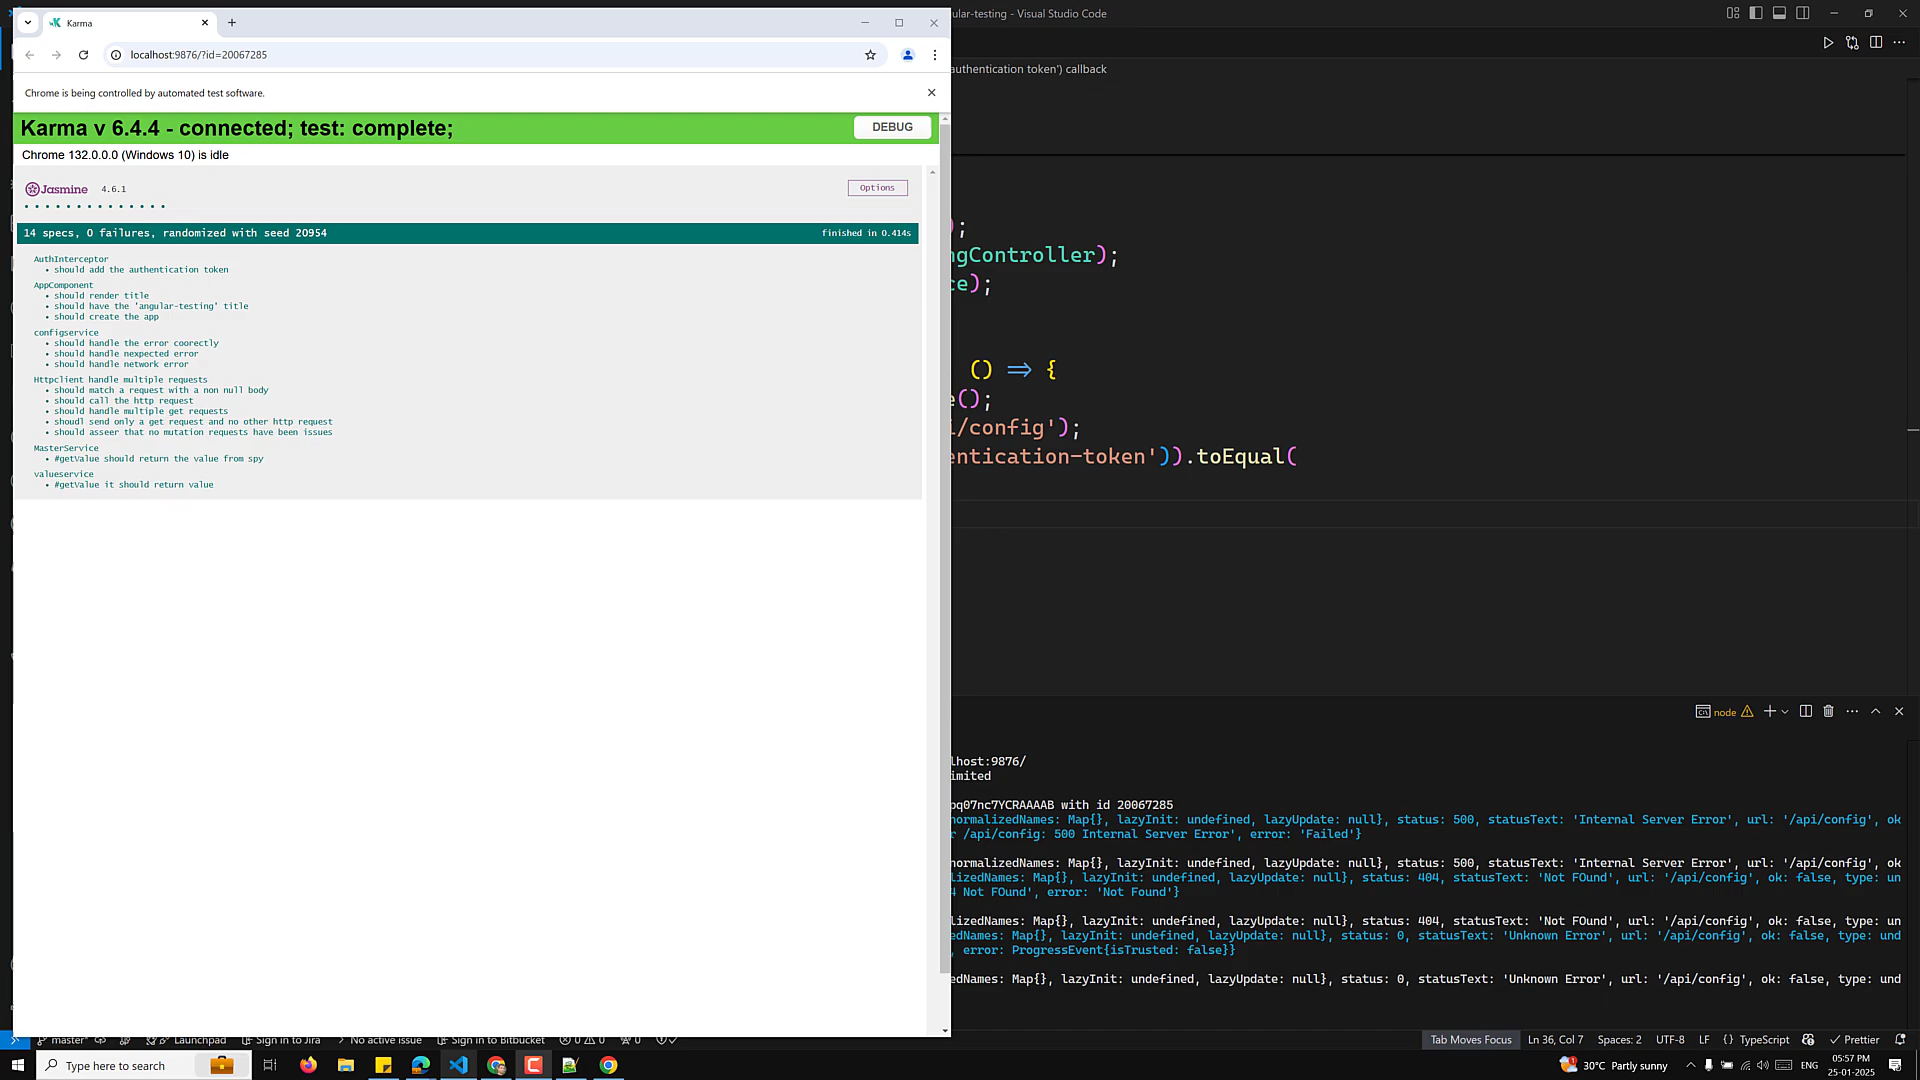 Karma
ular-testing - Visual Studio Code
localhost:9876/?id=20067285
authentication token') callback
Chrome is being controlled by automated test software.
Karma v 6.4.4 - connected; test: complete;
DEBUG
Chrome 132.0.0.0 (Windows 10) is idle
Jasmine 4.6.1
Options
14 specs, 0 failures, randomized with seed 20954
finished in 0.414s
AuthInterceptor
• should add the authentication token
AppComponent
• should render title
• should have the 'angular-testing' title
• should create the app
configservice
• should handle the error coorectly
• should handle nexpected error
• should handle network error
Httpclient handle multiple requests
• should match a request with a non null body
• should call the http request
• should handle multiple get requests
• shoudl send only a get request and no other http request
• should asseer that no mutation requests have been issues
MasterService
• #getValue should return the value from spy
valueservice
• #getValue it should return value
);
ngController);
ce);
() => {
e();
i/config');
entication-token')).toEqual(
node
lhost:9876/
imited
pq07nc7YCRAAAAB with id 20067285
normalizedNames: Map{}, lazyInit: undefined, lazyUpdate: null}, status: 500, statusText: 'Internal Server Error', url: '/api/config', ok
r /api/config: 500 Internal Server Error', error: 'Failed'}
normalizedNames: Map{}, lazyInit: undefined, lazyUpdate: null}, status: 500, statusText: 'Internal Server Error', url: '/api/config', ok
lizedNames: Map{}, lazyInit: undefined, lazyUpdate: null}, status: 404, statusText: 'Not FOund', url: '/api/config', ok: false, type: un
4 Not FOund', error: 'Not Found'}
lizedNames: Map{}, lazyInit: undefined, lazyUpdate: null}, status: 404, statusText: 'Not FOund', url: '/api/config', ok: false, type: un
edNames: Map{}, lazyInit: undefined, lazyUpdate: null}, status: 0, statusText: 'Unknown Error', url: '/api/config', ok: false, type: und
, error: ProgressEvent{isTrusted: false}}
edNames: Map{}, lazyInit: undefined, lazyUpdate: null}, status: 0, statusText: 'Unknown Error', url: '/api/config', ok: false, type: und
master* Launchpad Sign in to Jira No active issue Sign in to Bitbucket 0 0 0
Tab Moves Focus Ln 36, Col 7 Spaces: 2 UTF-8 LF {} TypeScript Prettier
Type here to search
30°C Partly sunny
ENG
05:57 PM
25-01-2025